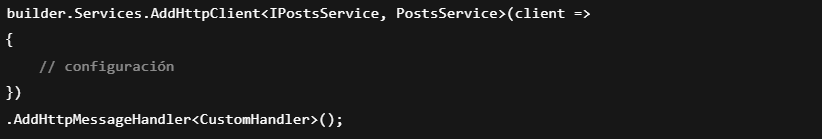 builder.Services.AddHttpClient<IPostsService, PostsService>(client =>
{
    // configuración
})
.AddHttpMessageHandler<CustomHandler>();